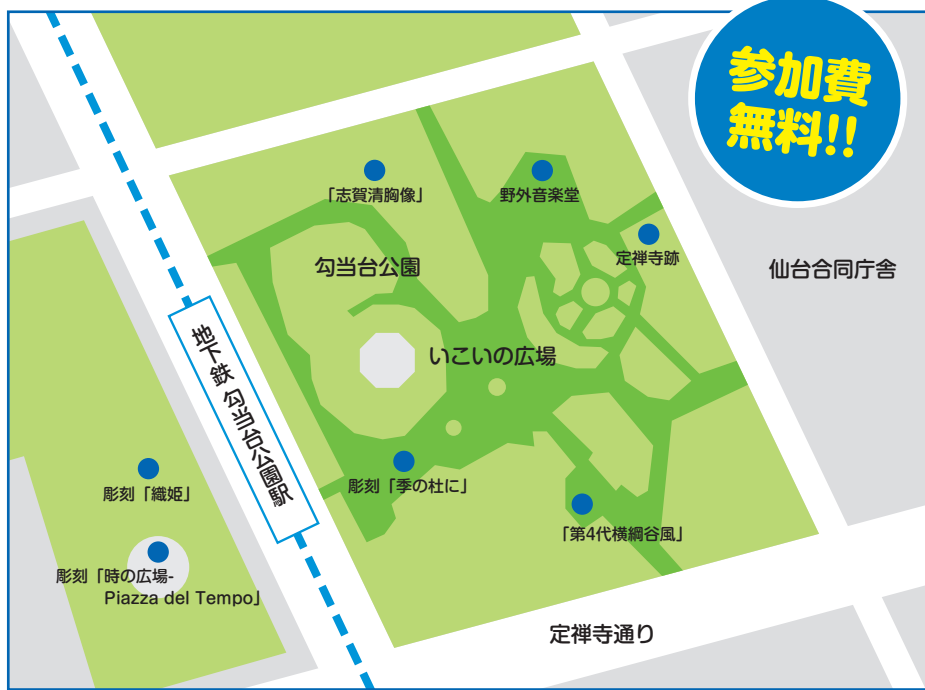 参加費
無料!!
「志賀清胸像」
野外音楽堂
定禅寺跡
勾当台公園
仙台合同庁舎
いこいの広場
地下鉄 勾当台公園駅
彫刻「織姫」
彫刻「季の杜に」
「第4代横綱谷風」
彫刻「時の広場-
Piazza del Tempo」
定禅寺通り